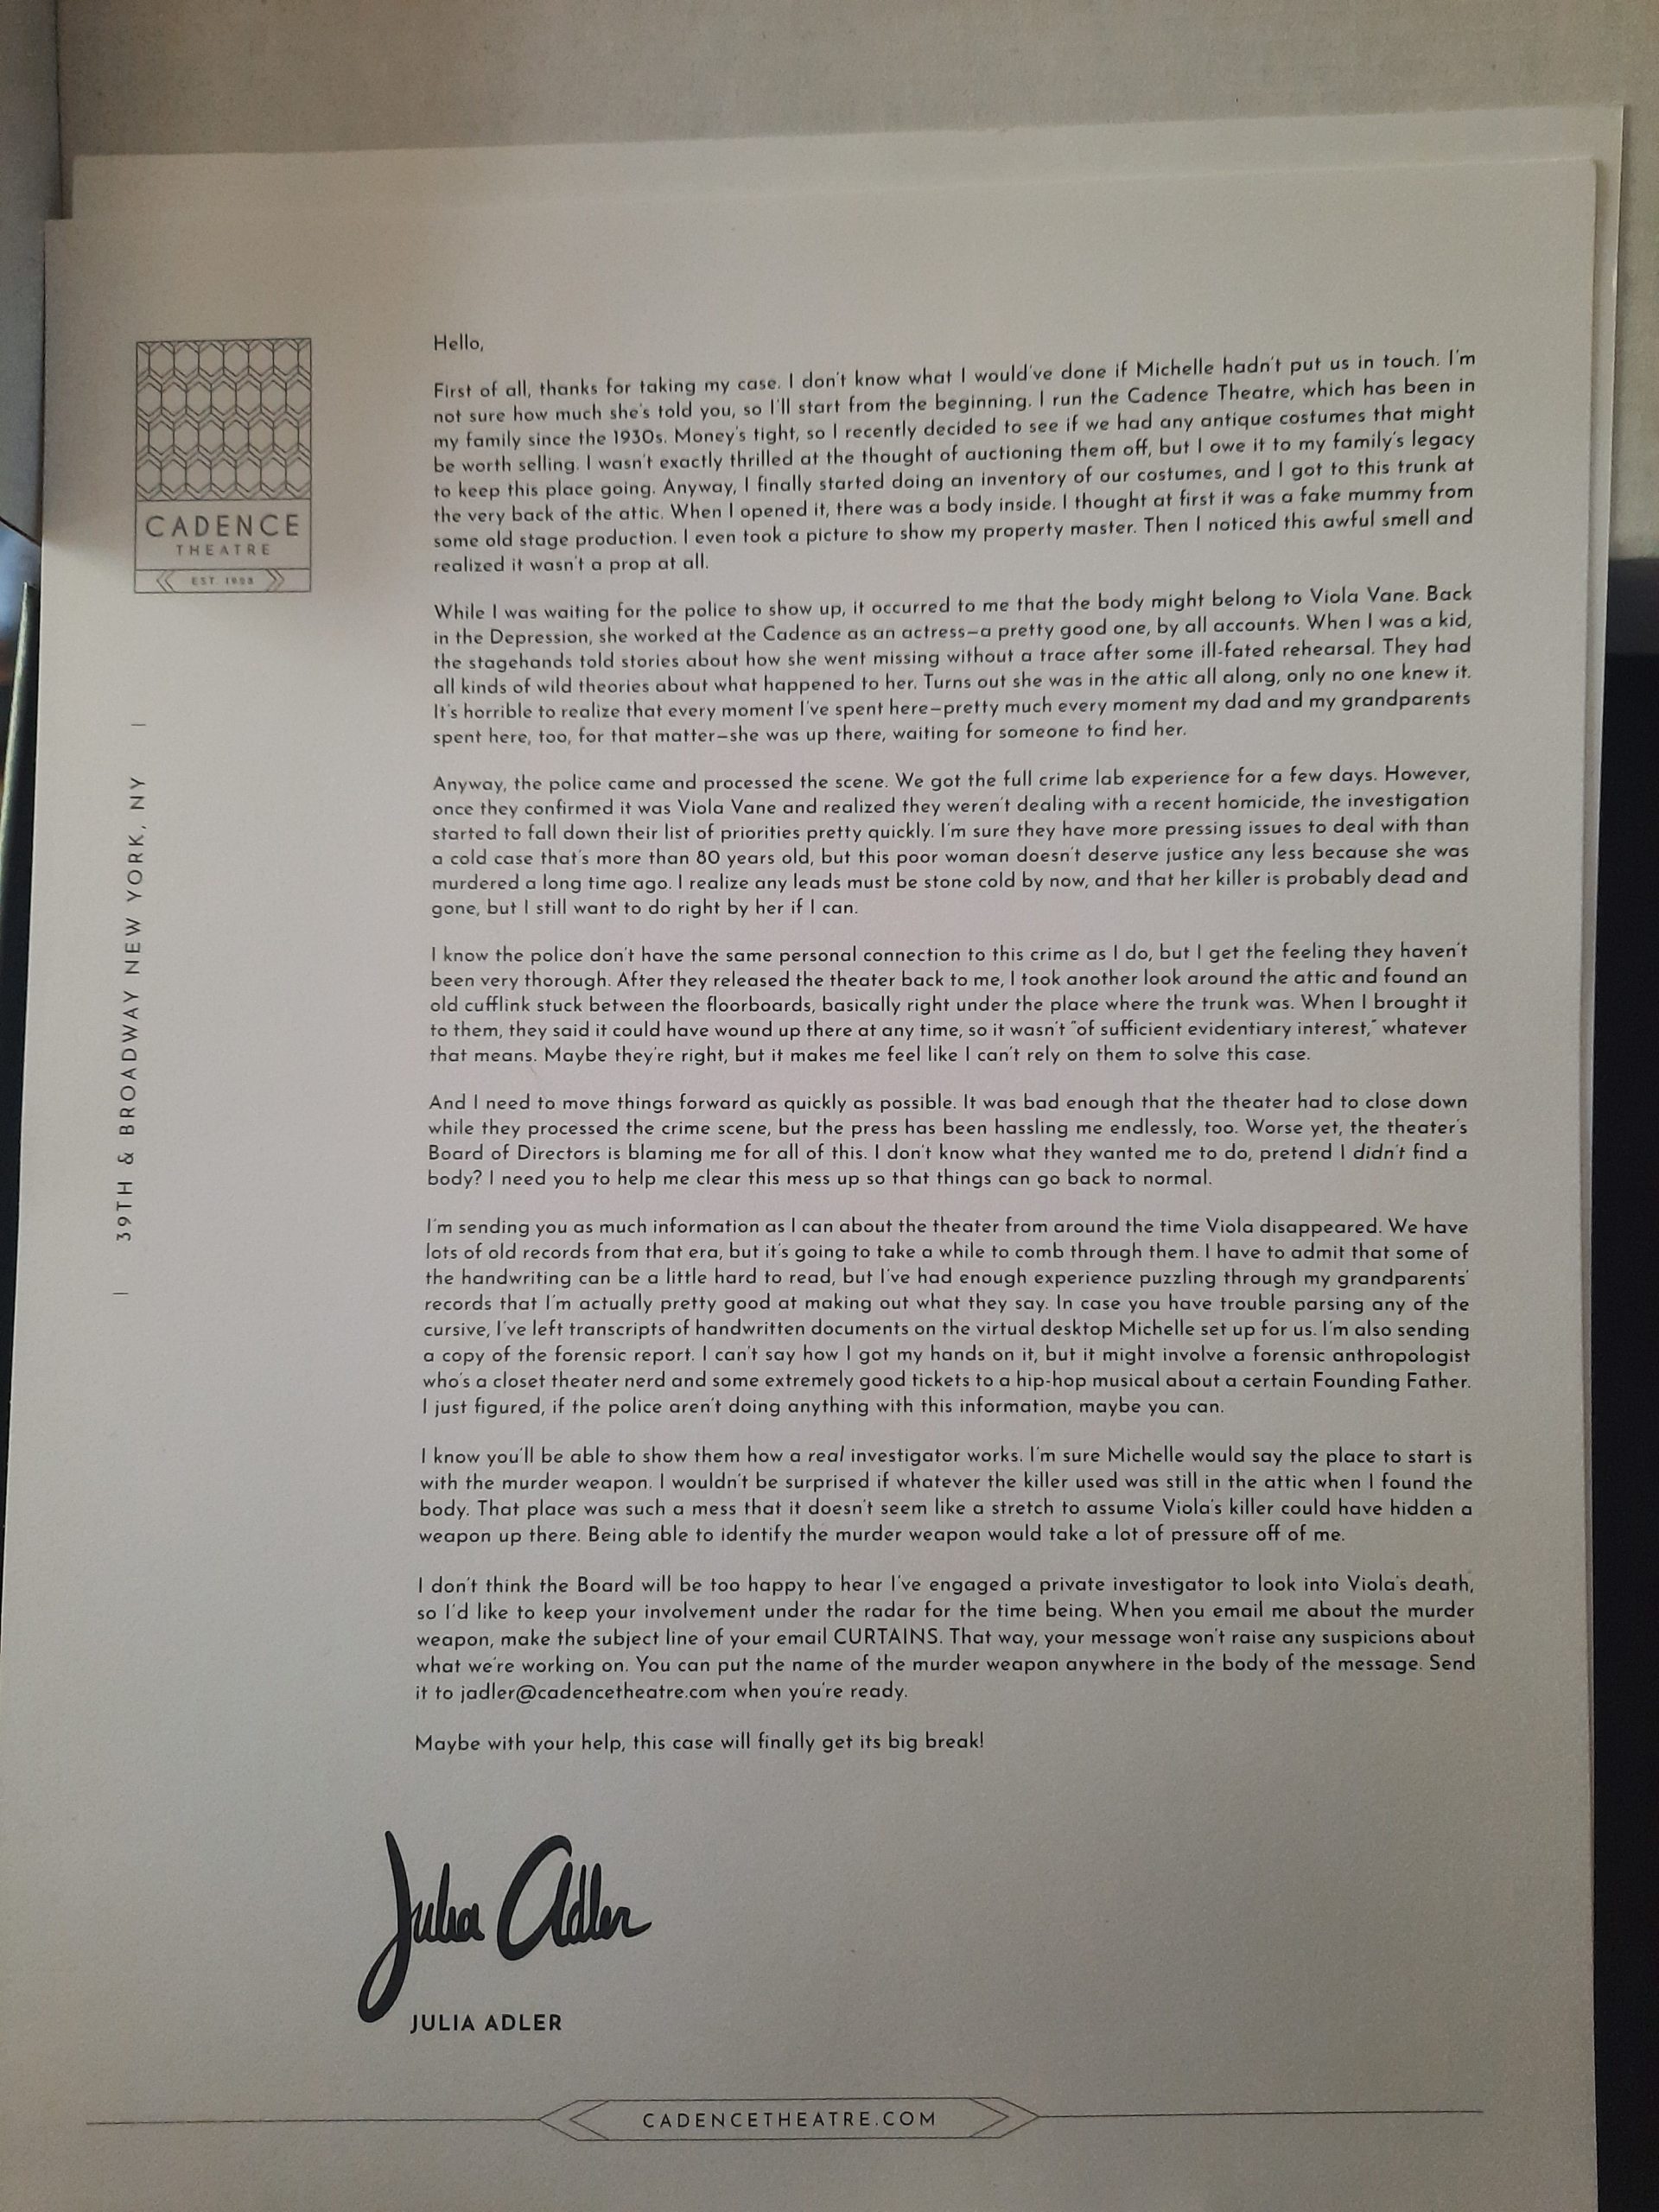 CADENCE
THEATRE
EST.
39TH & BROADWAY NEW YORK, NY
Hello,
First of all, thanks for taking my case. I don't know what I would've done if Michelle hadn't put us in touch. I'm
not sure how much she's told you, so I'll start from the beginning. I run the Cadence Theatre, which has been in
my family since the 1930s. Money's tight, so I recently decided to see if we had any antique costumes that might
be worth selling. I wasn't exactly thrilled at the thought of auctioning them off, but I owe it to my family's legacy
to keep this place going. Anyway, I finally started doing an inventory of our costumes, and I got to this trunk at
the very back of the attic. When I opened it, there was a body inside. I thought at first it was a fake mummy from
some old stage production. I even took a picture to show my property master. Then I noticed this awful smell and
realized it wasn't a prop at all.
While I was waiting for the police to show up, it occurred to me that the body might belong to Viola Vane. Back
in the Depression, she worked at the Cadence as an actress—a pretty good one, by all accounts. When I was a kid,
the stagehands told stories about how she went missing without a trace after some ill-fated rehearsal. They had
all kinds of wild theories about what happened to her. Turns out she was in the attic all along, only no one knew it.
It's horrible to realize that every moment I've spent here—pretty much every moment my dad and my grandparents
spent here, too, for that matter—she was up there, waiting for someone to find her.
Anyway, the police came and processed the scene. We got the full crime lab experience for a few days. However,
once they confirmed it was Viola Vane and realized they weren't dealing with a recent homicide, the investigation
started to fall down their list of priorities pretty quickly. I'm sure they have more pressing issues to deal with than
a cold case that's more than 80 years old, but this poor woman doesn't deserve justice any less because she was
murdered a long time ago. I realize any leads must be stone cold by now, and that her killer is probably dead and
gone, but I still want to do right by her if I can.
I know the police don't have the same personal connection to this crime as I do, but I get the feeling they haven't
been very thorough. After they released the theater back to me, I took another look around the attic and found an
old cufflink stuck between the floorboards, basically right under the place where the trunk was. When I brought it
to them, they said it could have wound up there at any time, so it wasn't "of sufficient evidentiary interest," whatever
that means. Maybe they're right, but it makes me feel like I can't rely on them to solve this case.
And I need to move things forward as quickly as possible. It was bad enough that the theater had to close down
while they processed the crime scene, but the press has been hassling me endlessly, too. Worse yet, the theater's
Board of Directors is blaming me for all of this. I don't know what they wanted me to do, pretend I didn't find a
body? I need you to help me clear this mess up so that things can go back to normal.
I'm sending you as much information as I can about the theater from around the time Viola disappeared. We have
lots of old records from that era, but it's going to take a while to comb through them. I have to admit that some of
the handwriting can be a little hard to read, but I've had enough experience puzzling through my grandparents'
records that I'm actually pretty good at making out what they say. In case you have trouble parsing any of the
cursive, I've left transcripts of handwritten documents on the virtual desktop Michelle set up for us. I'm also sending
a copy of the forensic report. I can't say how I got my hands on it, but it might involve a forensic anthropologist
who's a closet theater nerd and some extremely good tickets to a hip-hop musical about a certain Founding Father.
I just figured, if the police aren't doing anything with this information, maybe you can.
I know you'll be able to show them how a real investigator works. I'm sure Michelle would say the place to start is
with the murder weapon. I wouldn't be surprised if whatever the killer used was still in the attic when I found the
body. That place was such a mess that it doesn't seem like a stretch to assume Viola's killer could have hidden a
weapon up there. Being able to identify the murder weapon would take a lot of pressure off of me.
I don't think the Board will be too happy to hear I've engaged a private investigator to look into Viola's death,
so I'd like to keep your involvement under the radar for the time being. When you email me about the murder
weapon, make the subject line of your email CURTAINS. That way, your message won't raise any suspicions about
what we're working on. You can put the name of the murder weapon anywhere in the body of the message. Send
it to jadler@cadencetheatre.com when you're ready.
Maybe with your help, this case will finally get its big break!
Julia Adler
JULIA ADLER
CADENCETHEATRE.COM